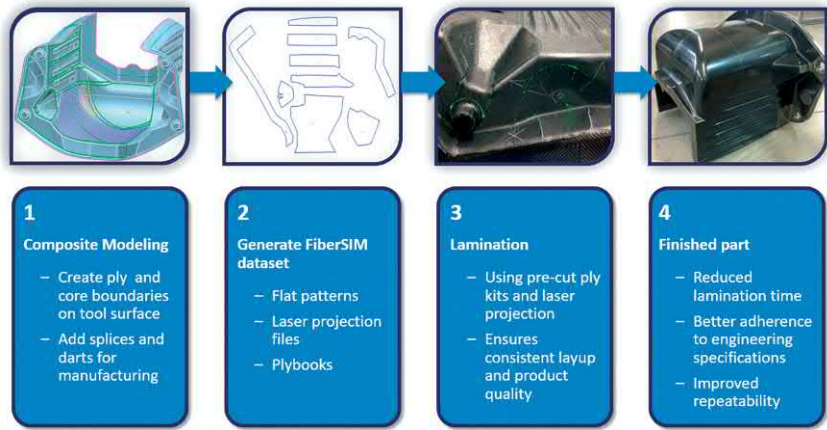 1
Composite Modeling
– Create ply and
core boundaries
on tool surface
– Add splices and
darts for
manufacturing
2
Generate FiberSIM
dataset
– Flat patterns
– Laser projection
files
– Plybooks
3
Lamination
– Using pre-cut ply
kits and laser
projection
– Ensures
consistent layup
and product
quality
4
Finished part
– Reduced
lamination time
– Better adherence
to engineering
specifications
– Improved
repeatability